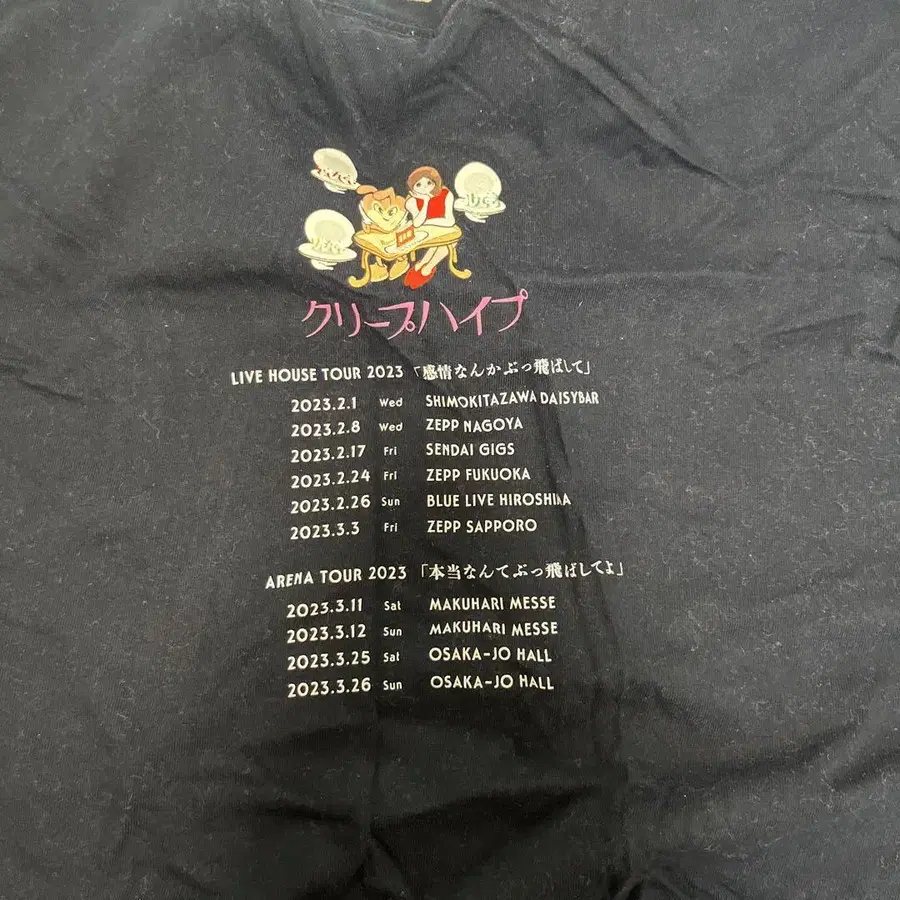 クリープハイプ
LIVE HOUSE TOUR 2023 「感情なんかぶっ飛ばして」
2023.2.1 Wed SHIMOKITAZAWA DAISYBAR
2023.2.8 Wed ZEPP NAGOYA
2023.2.17 Fri SENDAI GIGS
2023.2.24 Fri ZEPP FUKUOKA
2023.2.26 Sun BLUE LIVE HIROSHIMA
2023.3.3 Fri ZEPP SAPPORO
ARENA TOUR 2023 「本当なんてぶっ飛ばしてよ」
2023.3.11 Sat MAKUHARI MESSE
2023.3.12 Sun MAKUHARI MESSE
2023.3.25 Sat OSAKA-JO HALL
2023.3.26 Sun OSAKA-JO HALL